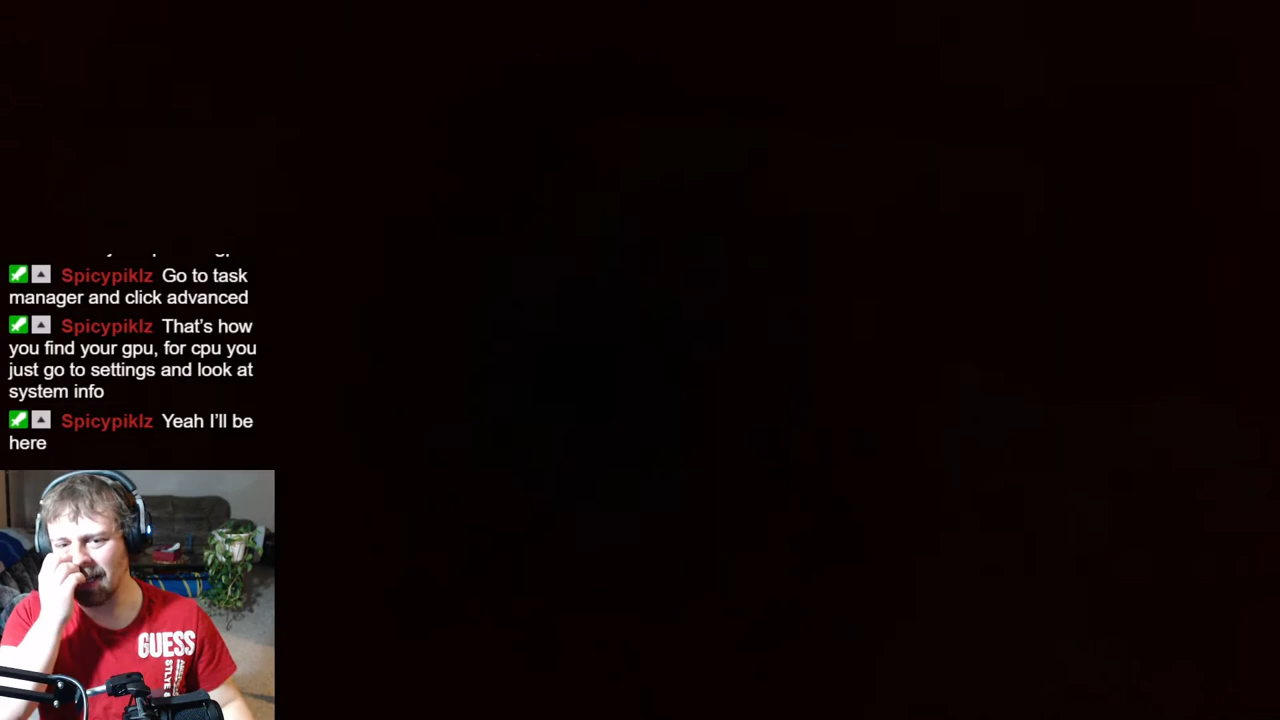 Spicypiklz Go to task
manager and click advanced
Spicypiklz That's how
you find your gpu, for cpu you
just go to settings and look at
system info
Spicypiklz Yeah I'll be
here
GUESS